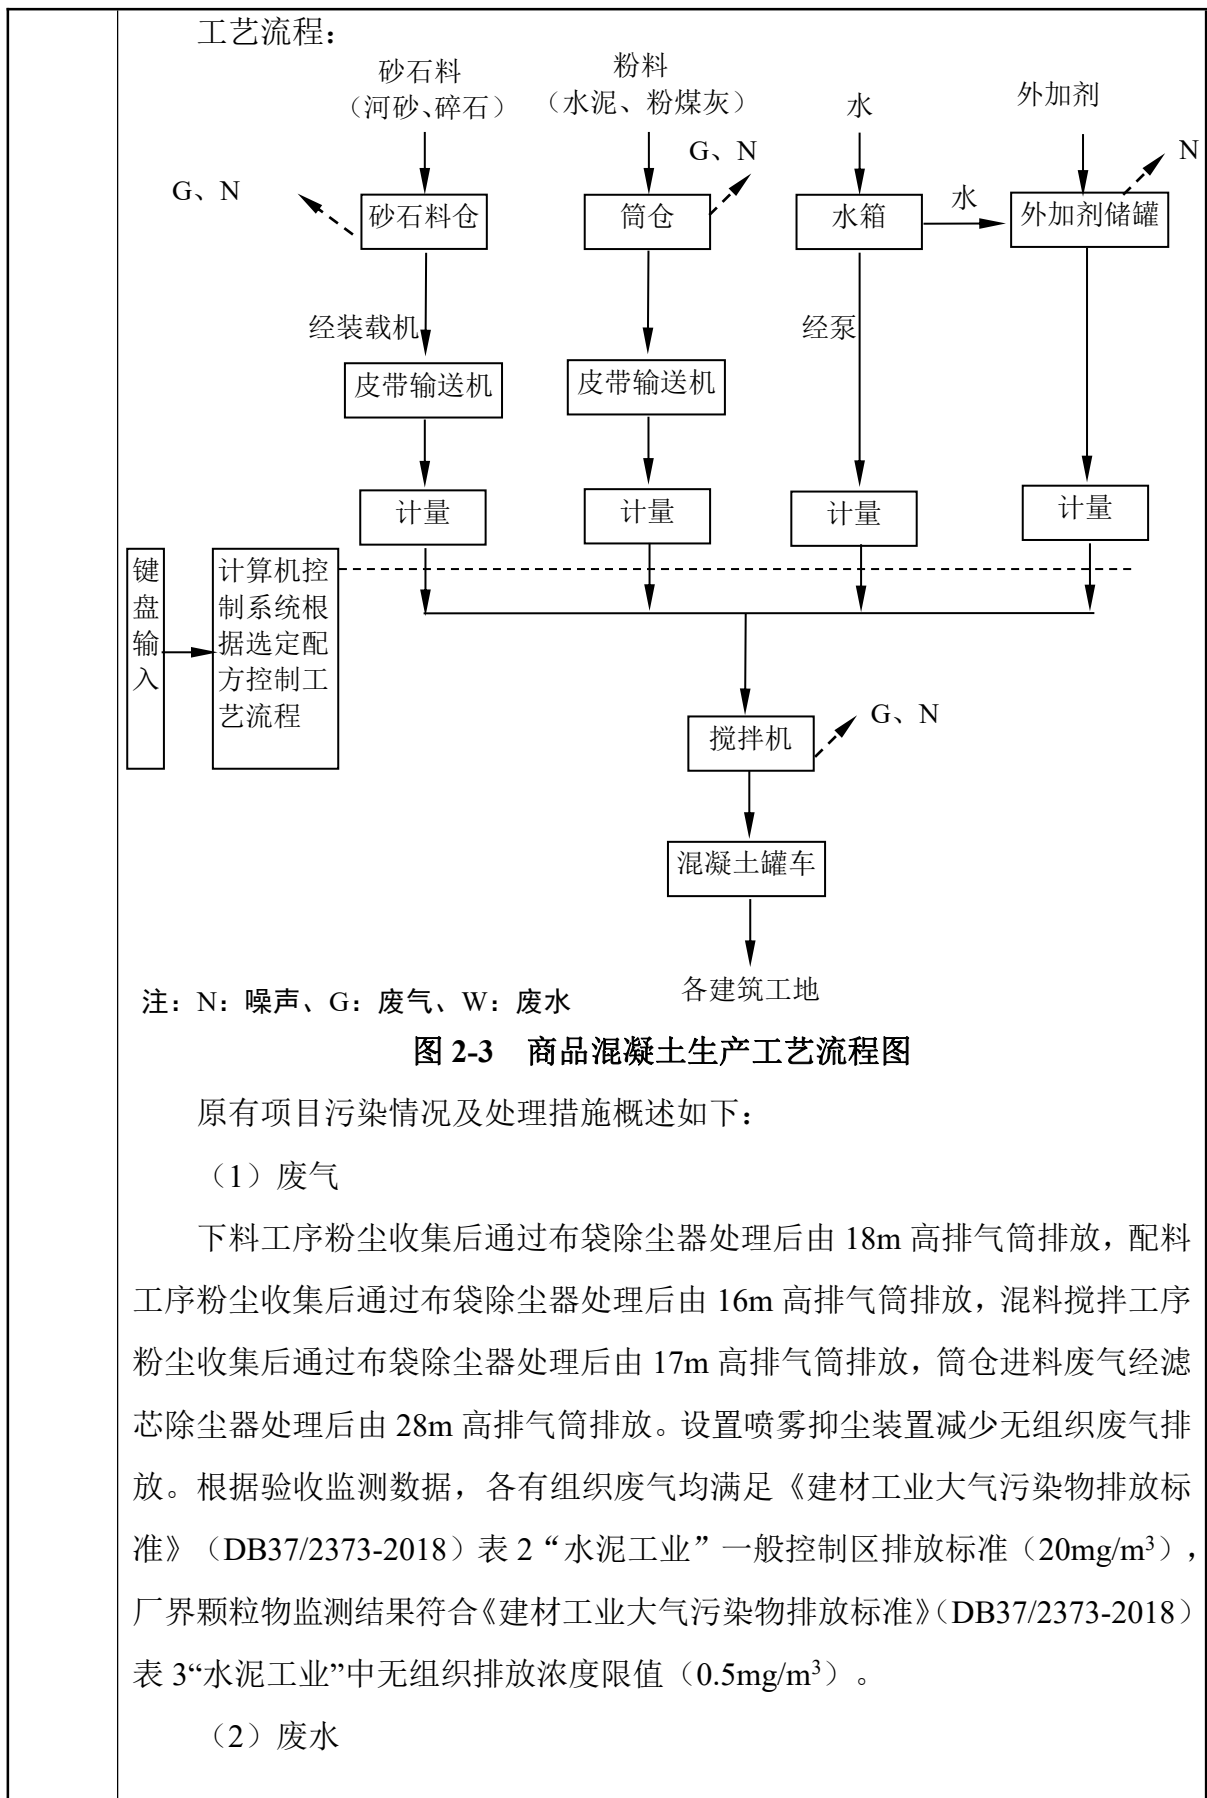 工艺流程：
砂石料
（河砂、碎石）
粉料
（水泥、粉煤灰）
水
外加剂
G、N
G、N
N
砂石料仓
筒仓
水箱
水
外加剂储罐
经装载机
经泵
皮带输送机
皮带输送机
计量
计量
计量
计量
键
盘
输
入
计算机控
制系统根
据选定配
方控制工
艺流程
搅拌机
G、N
混凝土罐车
各建筑工地
注：N：噪声、G：废气、W：废水
图 2-3 商品混凝土生产工艺流程图
原有项目污染情况及处理措施概述如下：
（1）废气
下料工序粉尘收集后通过布袋除尘器处理后由 18m 高排气筒排放，配料
工序粉尘收集后通过布袋除尘器处理后由 16m 高排气筒排放，混料搅拌工序
粉尘收集后通过布袋除尘器处理后由 17m 高排气筒排放，筒仓进料废气经滤
芯除尘器处理后由 28m 高排气筒排放。设置喷雾抑尘装置减少无组织废气排
放。根据验收监测数据，各有组织废气均满足《建材工业大气污染物排放标
准》（DB37/2373-2018）表 2“水泥工业”一般控制区排放标准（20mg/m³），
厂界颗粒物监测结果符合《建材工业大气污染物排放标准》（DB37/2373-2018）
表 3“水泥工业”中无组织排放浓度限值（0.5mg/m³）。
（2）废水